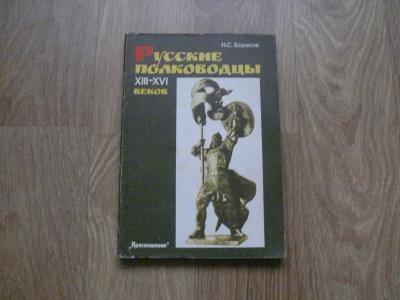 Н.С. Борисов
Русские
полководцы
XIII–XVI
веков
"Просвещение"